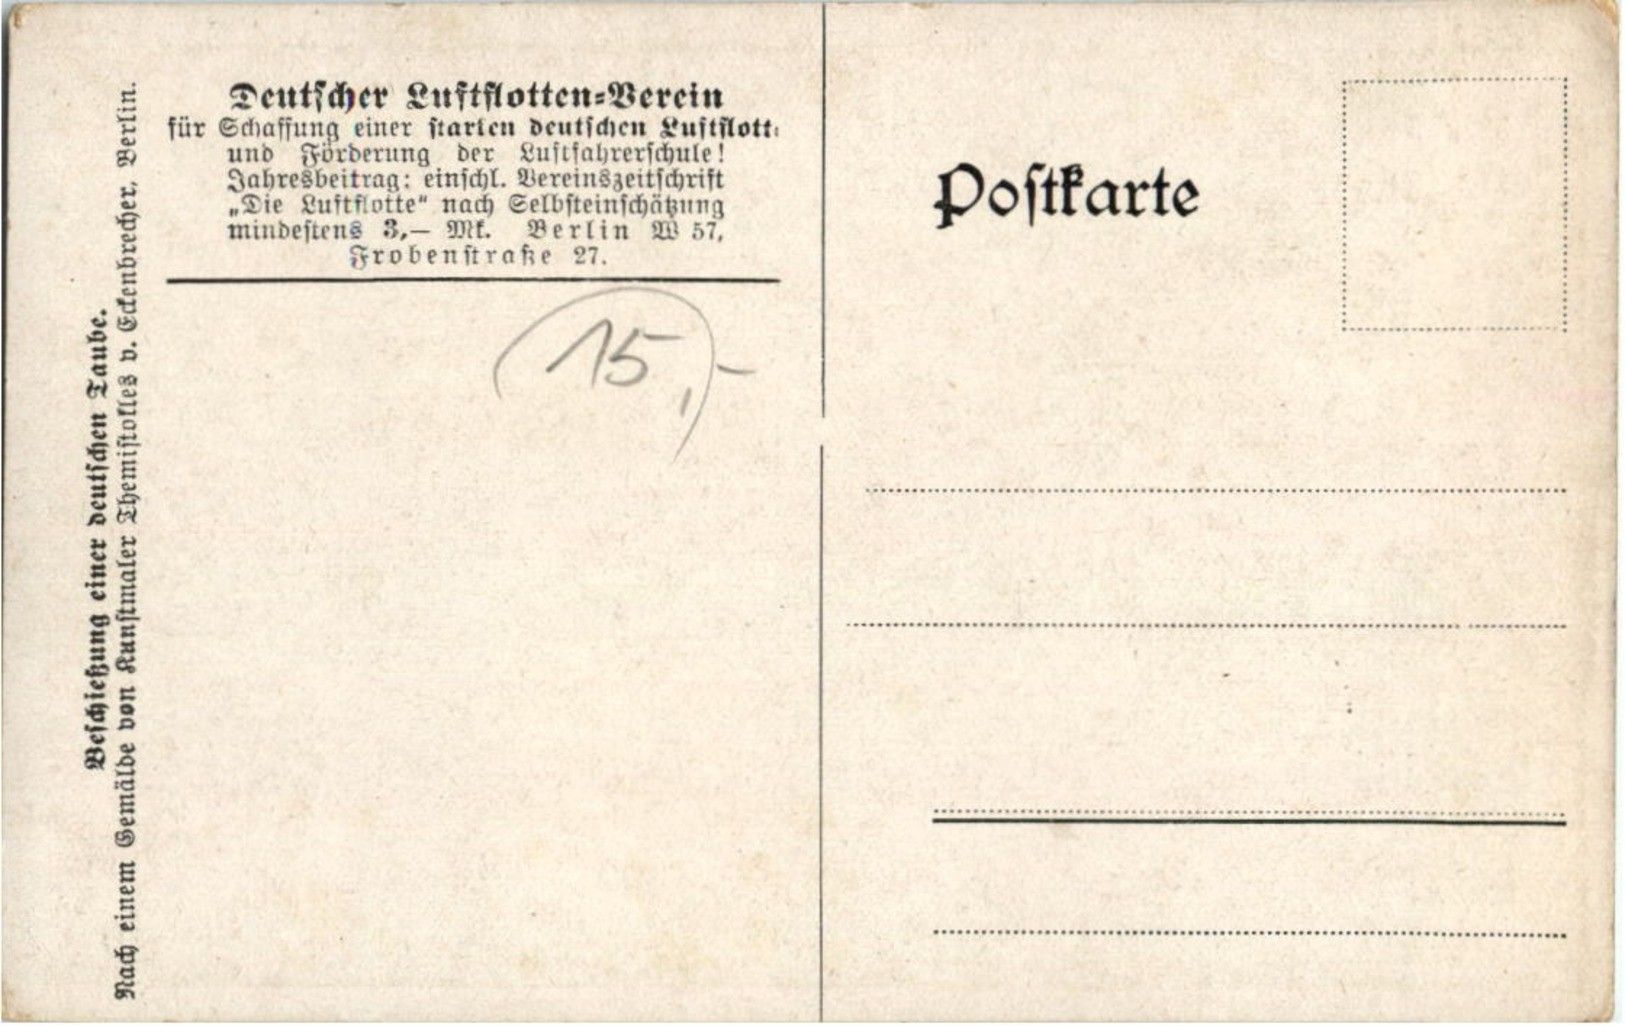 Deutscher Luftflotten-Verein
für Schaffung einer starken deutschen Luftflott
und Förderung der Luftfahrerschule!
Jahresbeitrag: einschl. Vereinszeitschrift
„Die Luftflotte“ nach Selbsteinschätzung
mindestens 3,— Mk. Berlin W 57,
Frobenstraße 27.
Beschießung einer deutschen Taube.
Nach einem Gemälde von Kunstmaler Themistokles v. Eckenbrecher, Berlin.
15,-
Postkarte